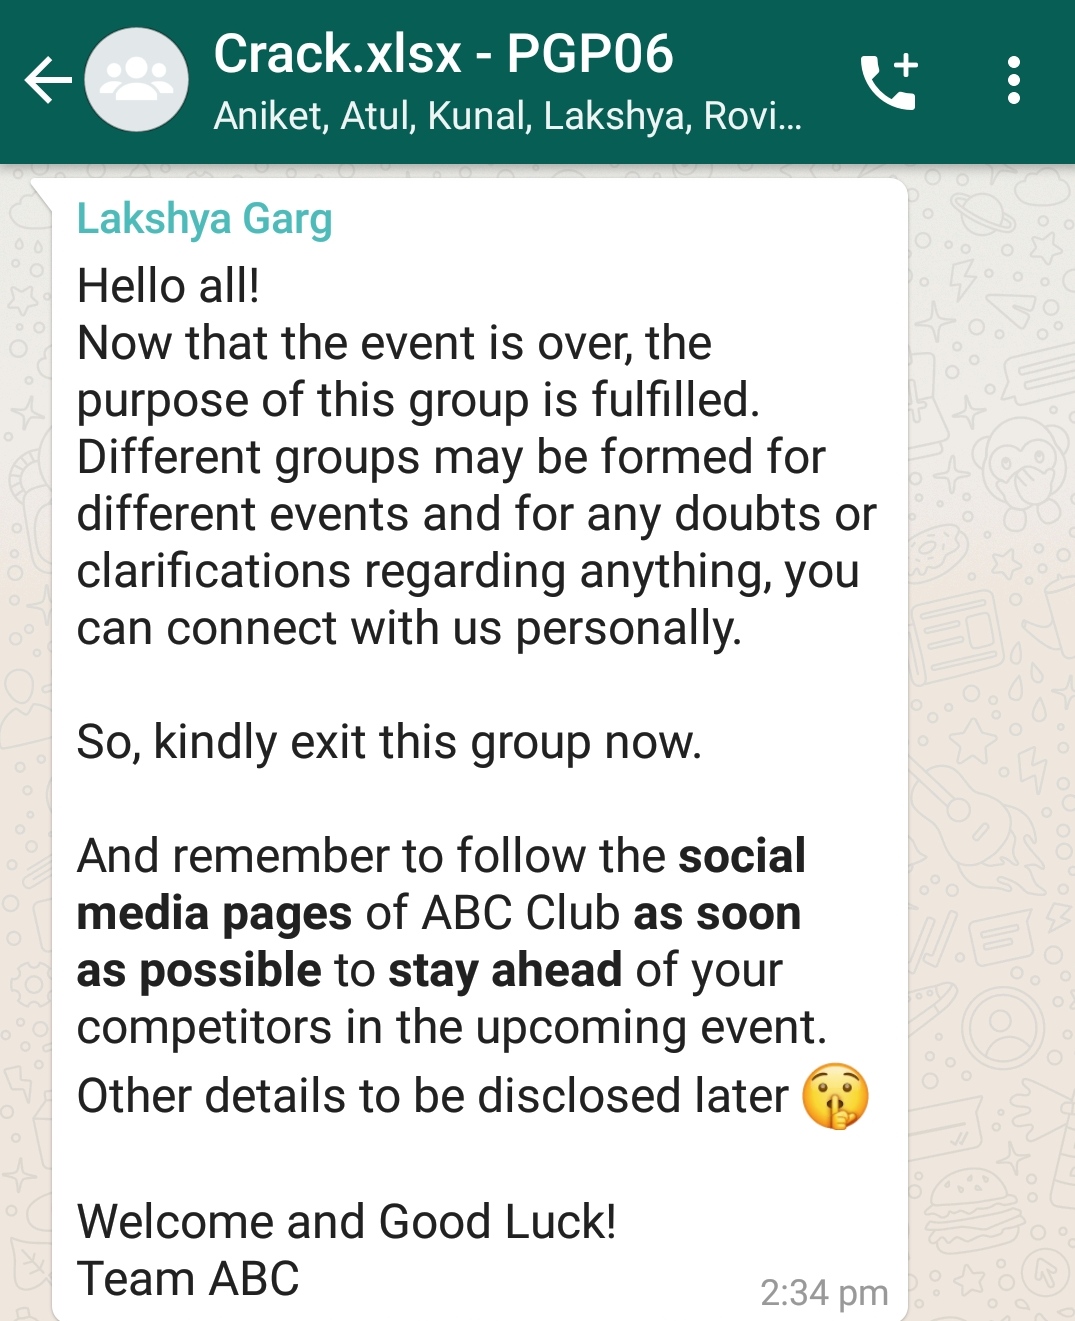 Crack.xlsx - PGP06
Aniket, Atul, Kunal, Lakshya, Rovi...
Lakshya Garg
Hello all!
Now that the event is over, the
purpose of this group is fulfilled.
Different groups may be formed for
different events and for any doubts or
clarifications regarding anything, you
can connect with us personally.
So, kindly exit this group now.
And remember to follow the social
media pages of ABC Club as soon
as possible to stay ahead of your
competitors in the upcoming event.
Other details to be disclosed later 🤫
Welcome and Good Luck!
Team ABC
2:34 pm